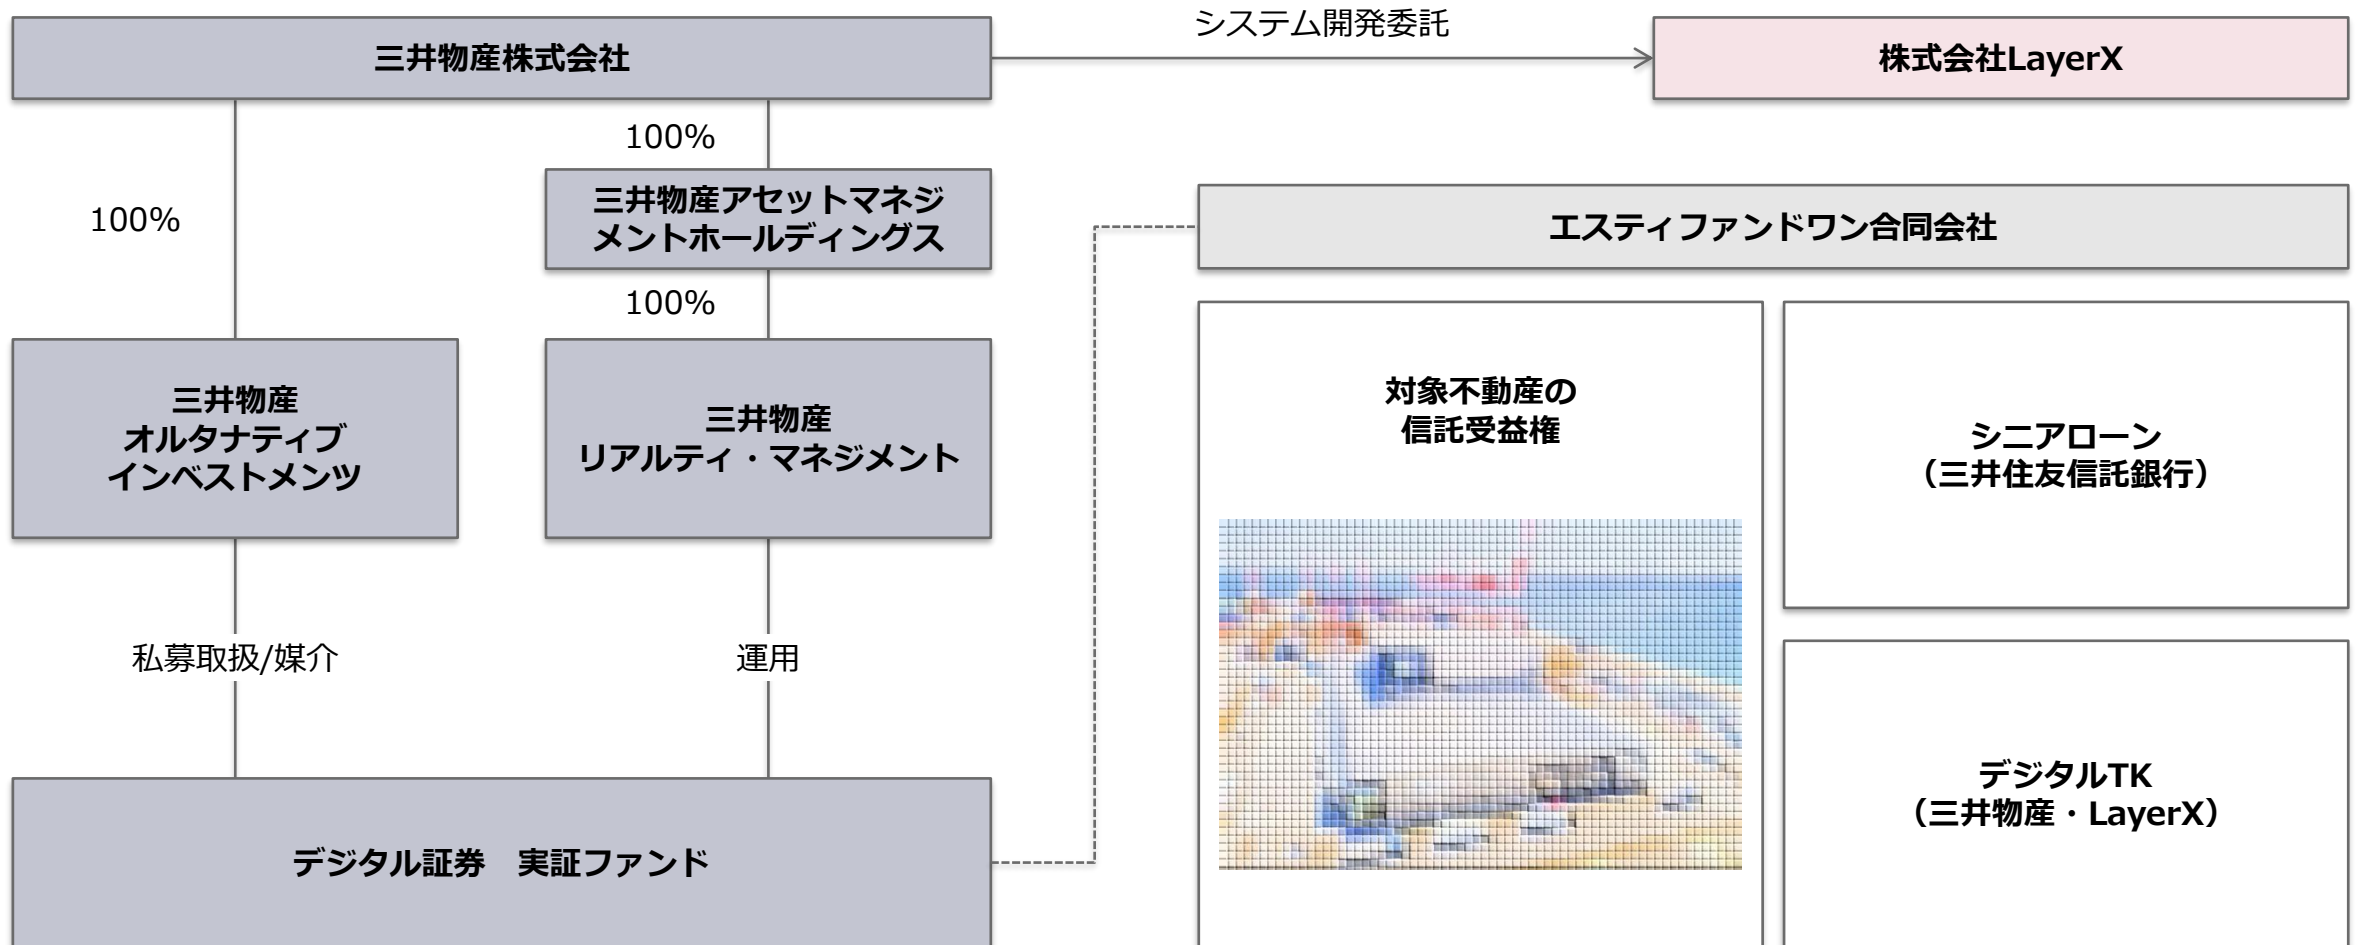 システム開発委託
三井物産株式会社
株式会社LayerX
100%
三井物産アセットマネジ
メントホールディングス
100%
エスティファンドワン合同会社
100%
三井物産
オルタナティブ
インベストメンツ
三井物産
リアルティ・マネジメント
対象不動産の
信託受益権
シニアローン
（三井住友信託銀行）
私募取扱/媒介
運用
デジタルTK
（三井物産・LayerX）
デジタル証券　実証ファンド